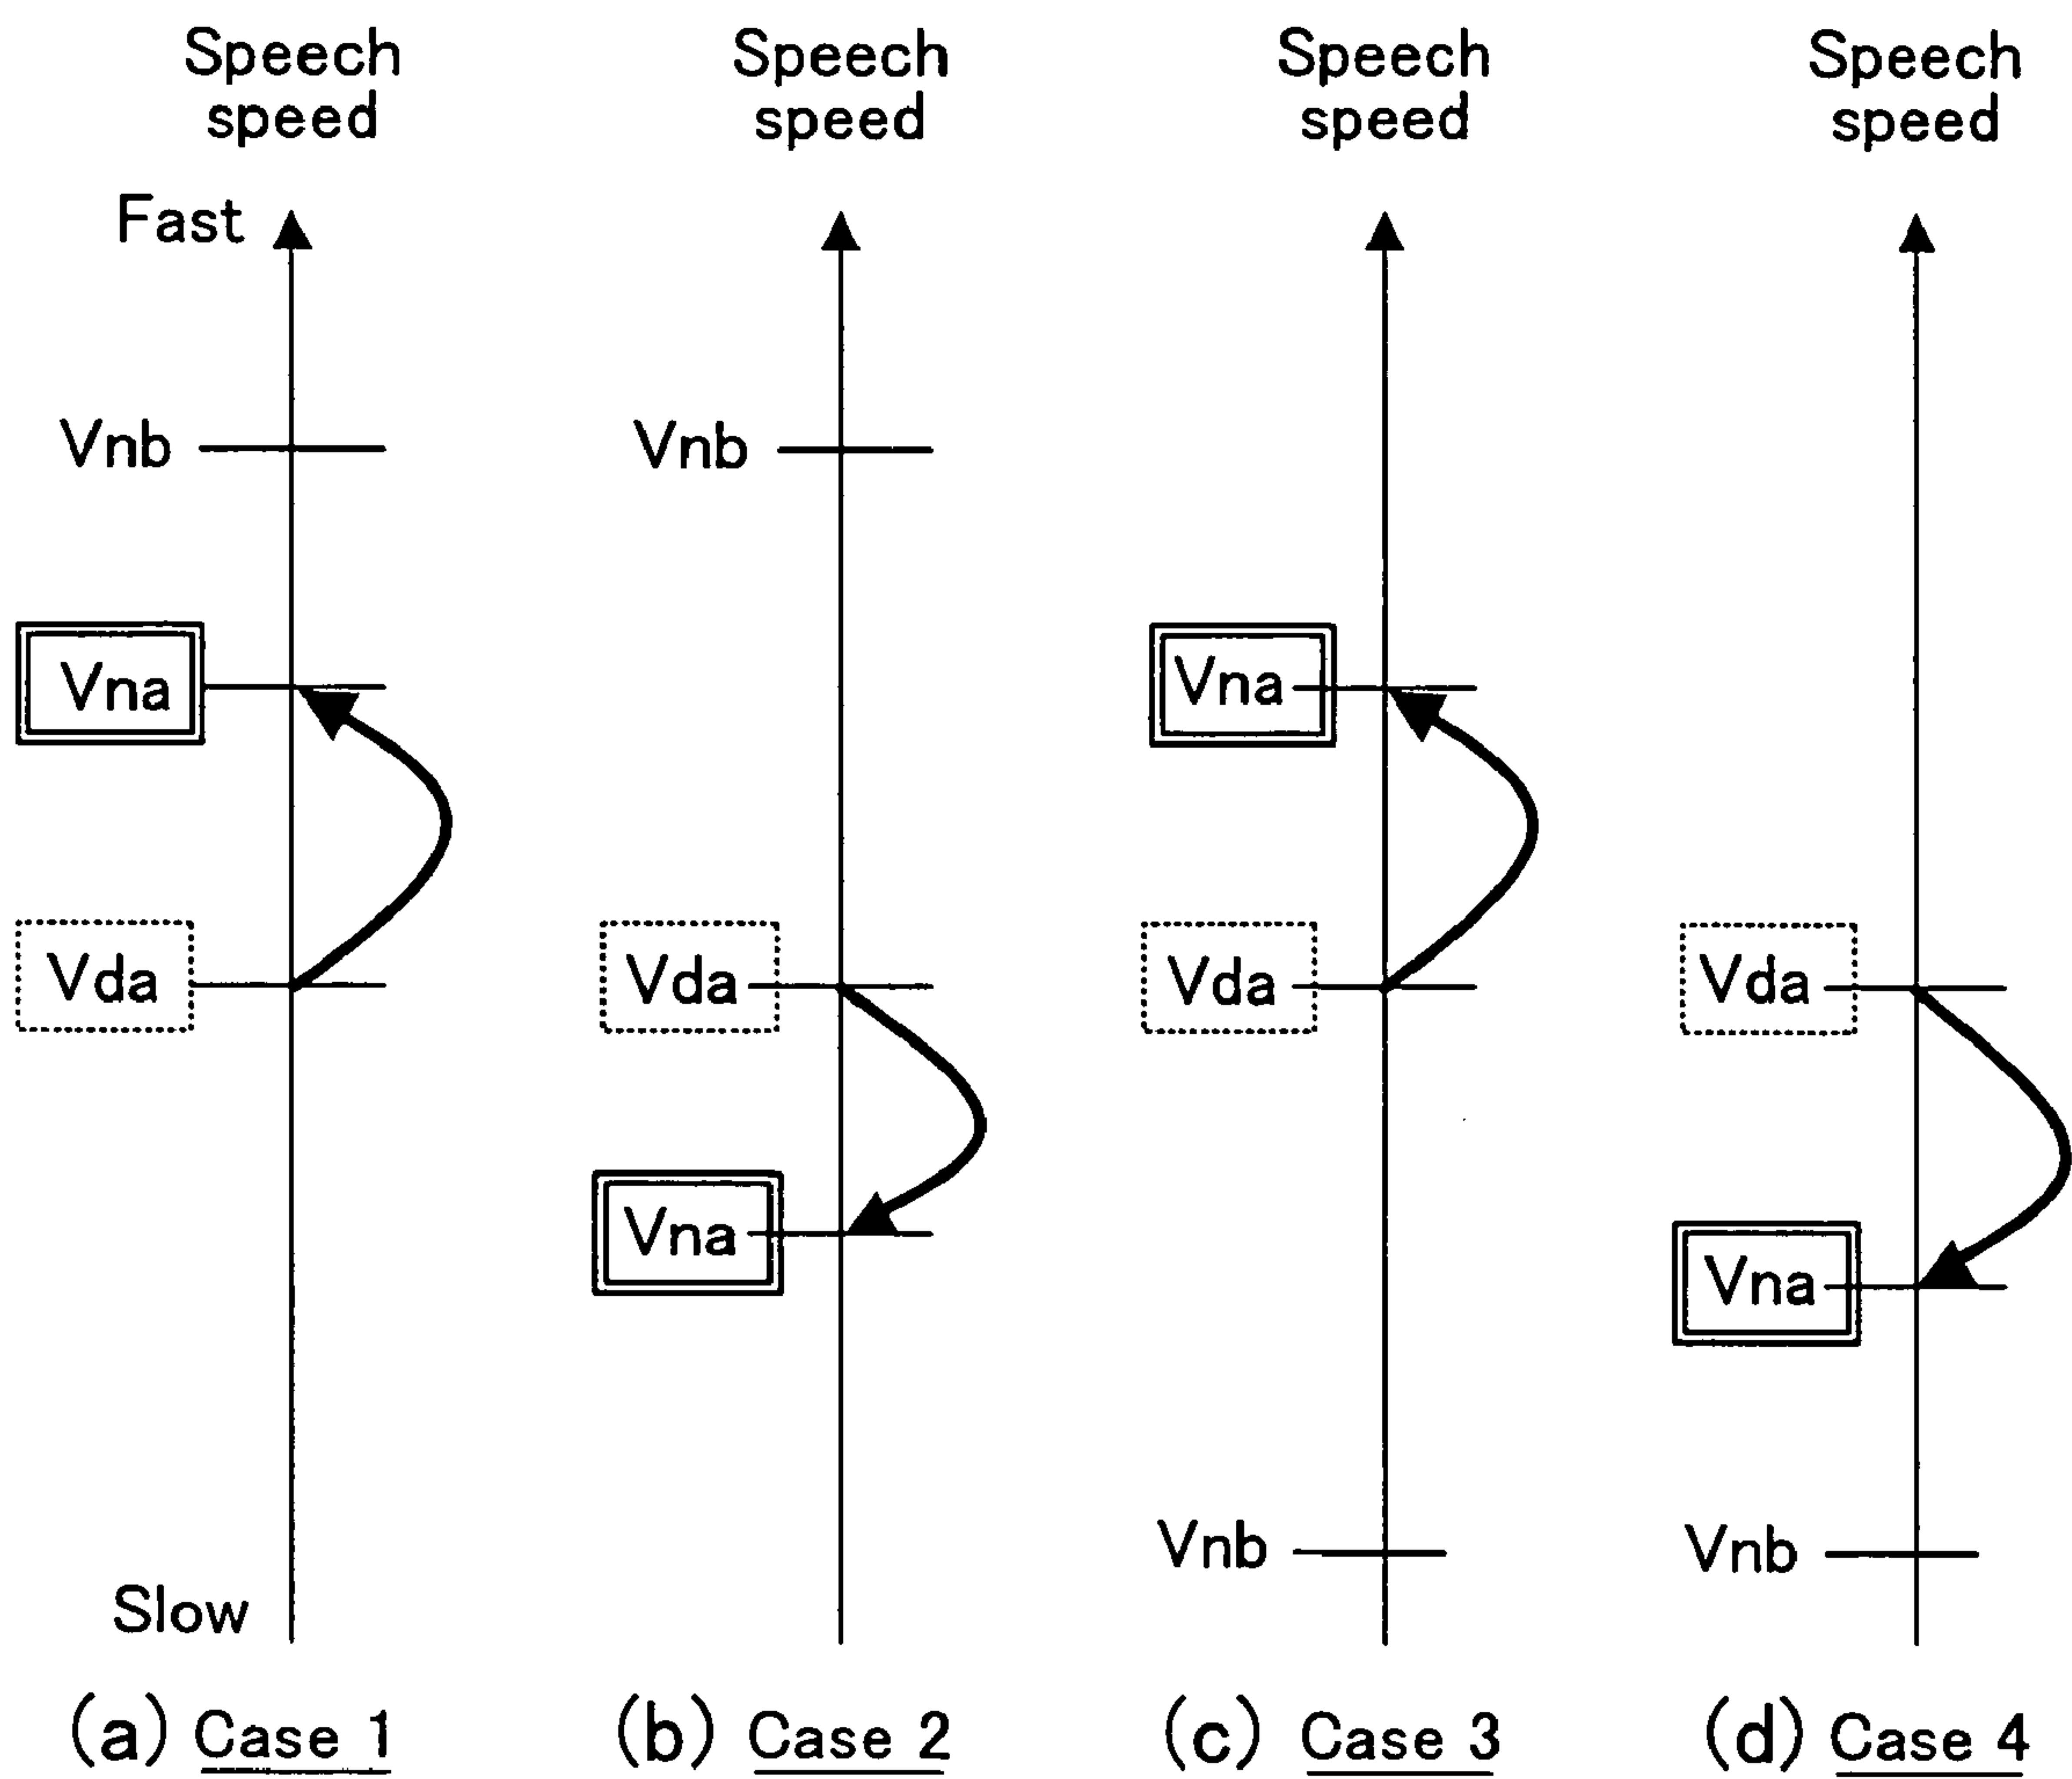 Speech
speed
Speech
speed
Speech
speed
Speech
speed
Fast
Vnb
Vnb
Vna
Vna
Vda
Vda
Vda
Vda
Vna
Vna
Vnb
Vnb
Slow
(a) Case 1
(b) Case 2
(c) Case 3
(d) Case 4